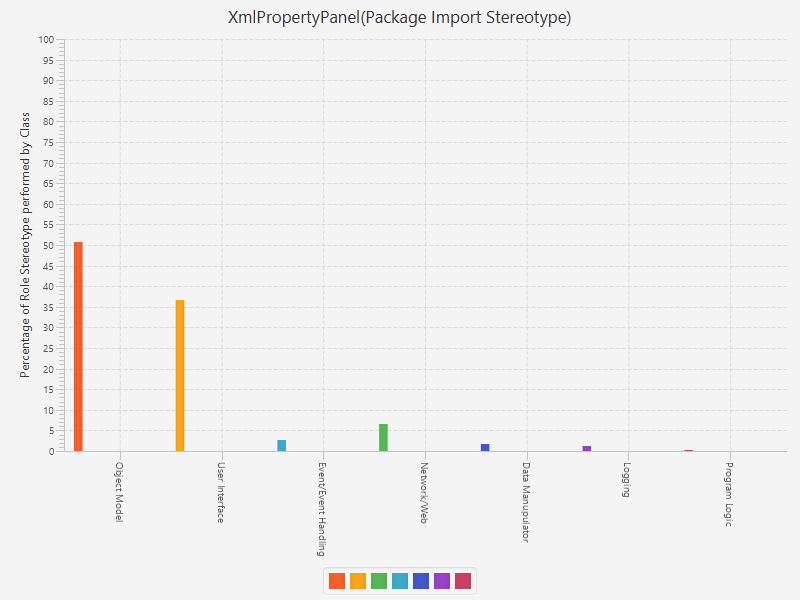 XmlPropertyPanel(Package Import Stereotype)
Percentage of Role Stereotype performed by Class
100
95
90
85
80
75
70
65
60
55
50
45
40
35
30
25
20
15
10
5
0
Object Model
User Interface
Event/Event Handling
Network/Web
Data Manupulator
Logging
Program Logic